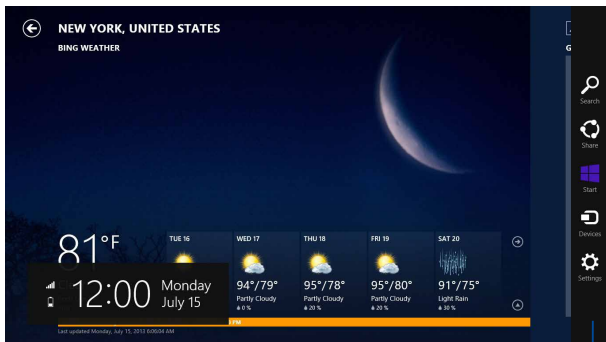 NEW YORK, UNITED STATES
BING WEATHER
G
Search
Share
Start
Devices
Settings
81°F
TUE 16
WED 17
94°/79°
Partly Cloudy
0 %
THU 18
95°/78°
Partly Cloudy
20 %
FRI 19
95°/80°
Partly Cloudy
20 %
SAT 20
91°/75°
Light Rain
30 %
12:00
Monday
July 15
PM
Last updated Monday, July 15, 2013 8:06:04 AM